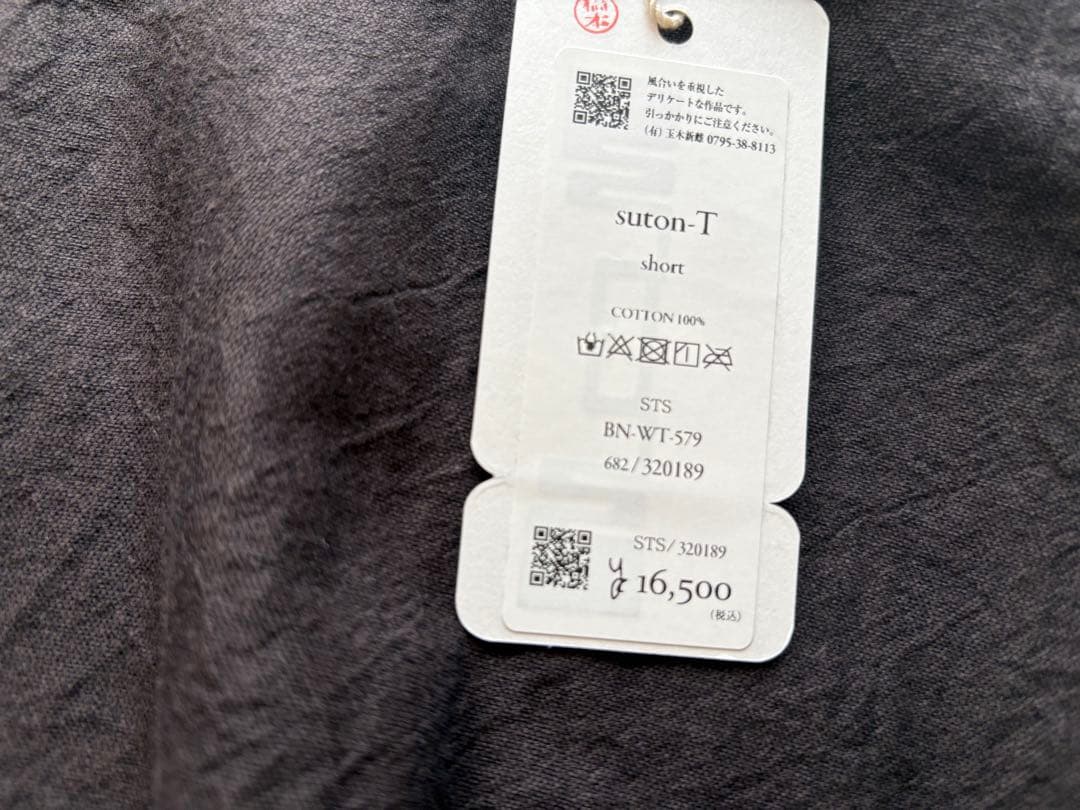 風合いを重視した
デリケートな作品です。
引っかかりにご注意ください。
(有) 玉木新雌 0795-38-8113
suton-T
short
COTTON 100%
STS
BN-WT-579
682/320189
STS/320189
¥ 16,500
(税込)